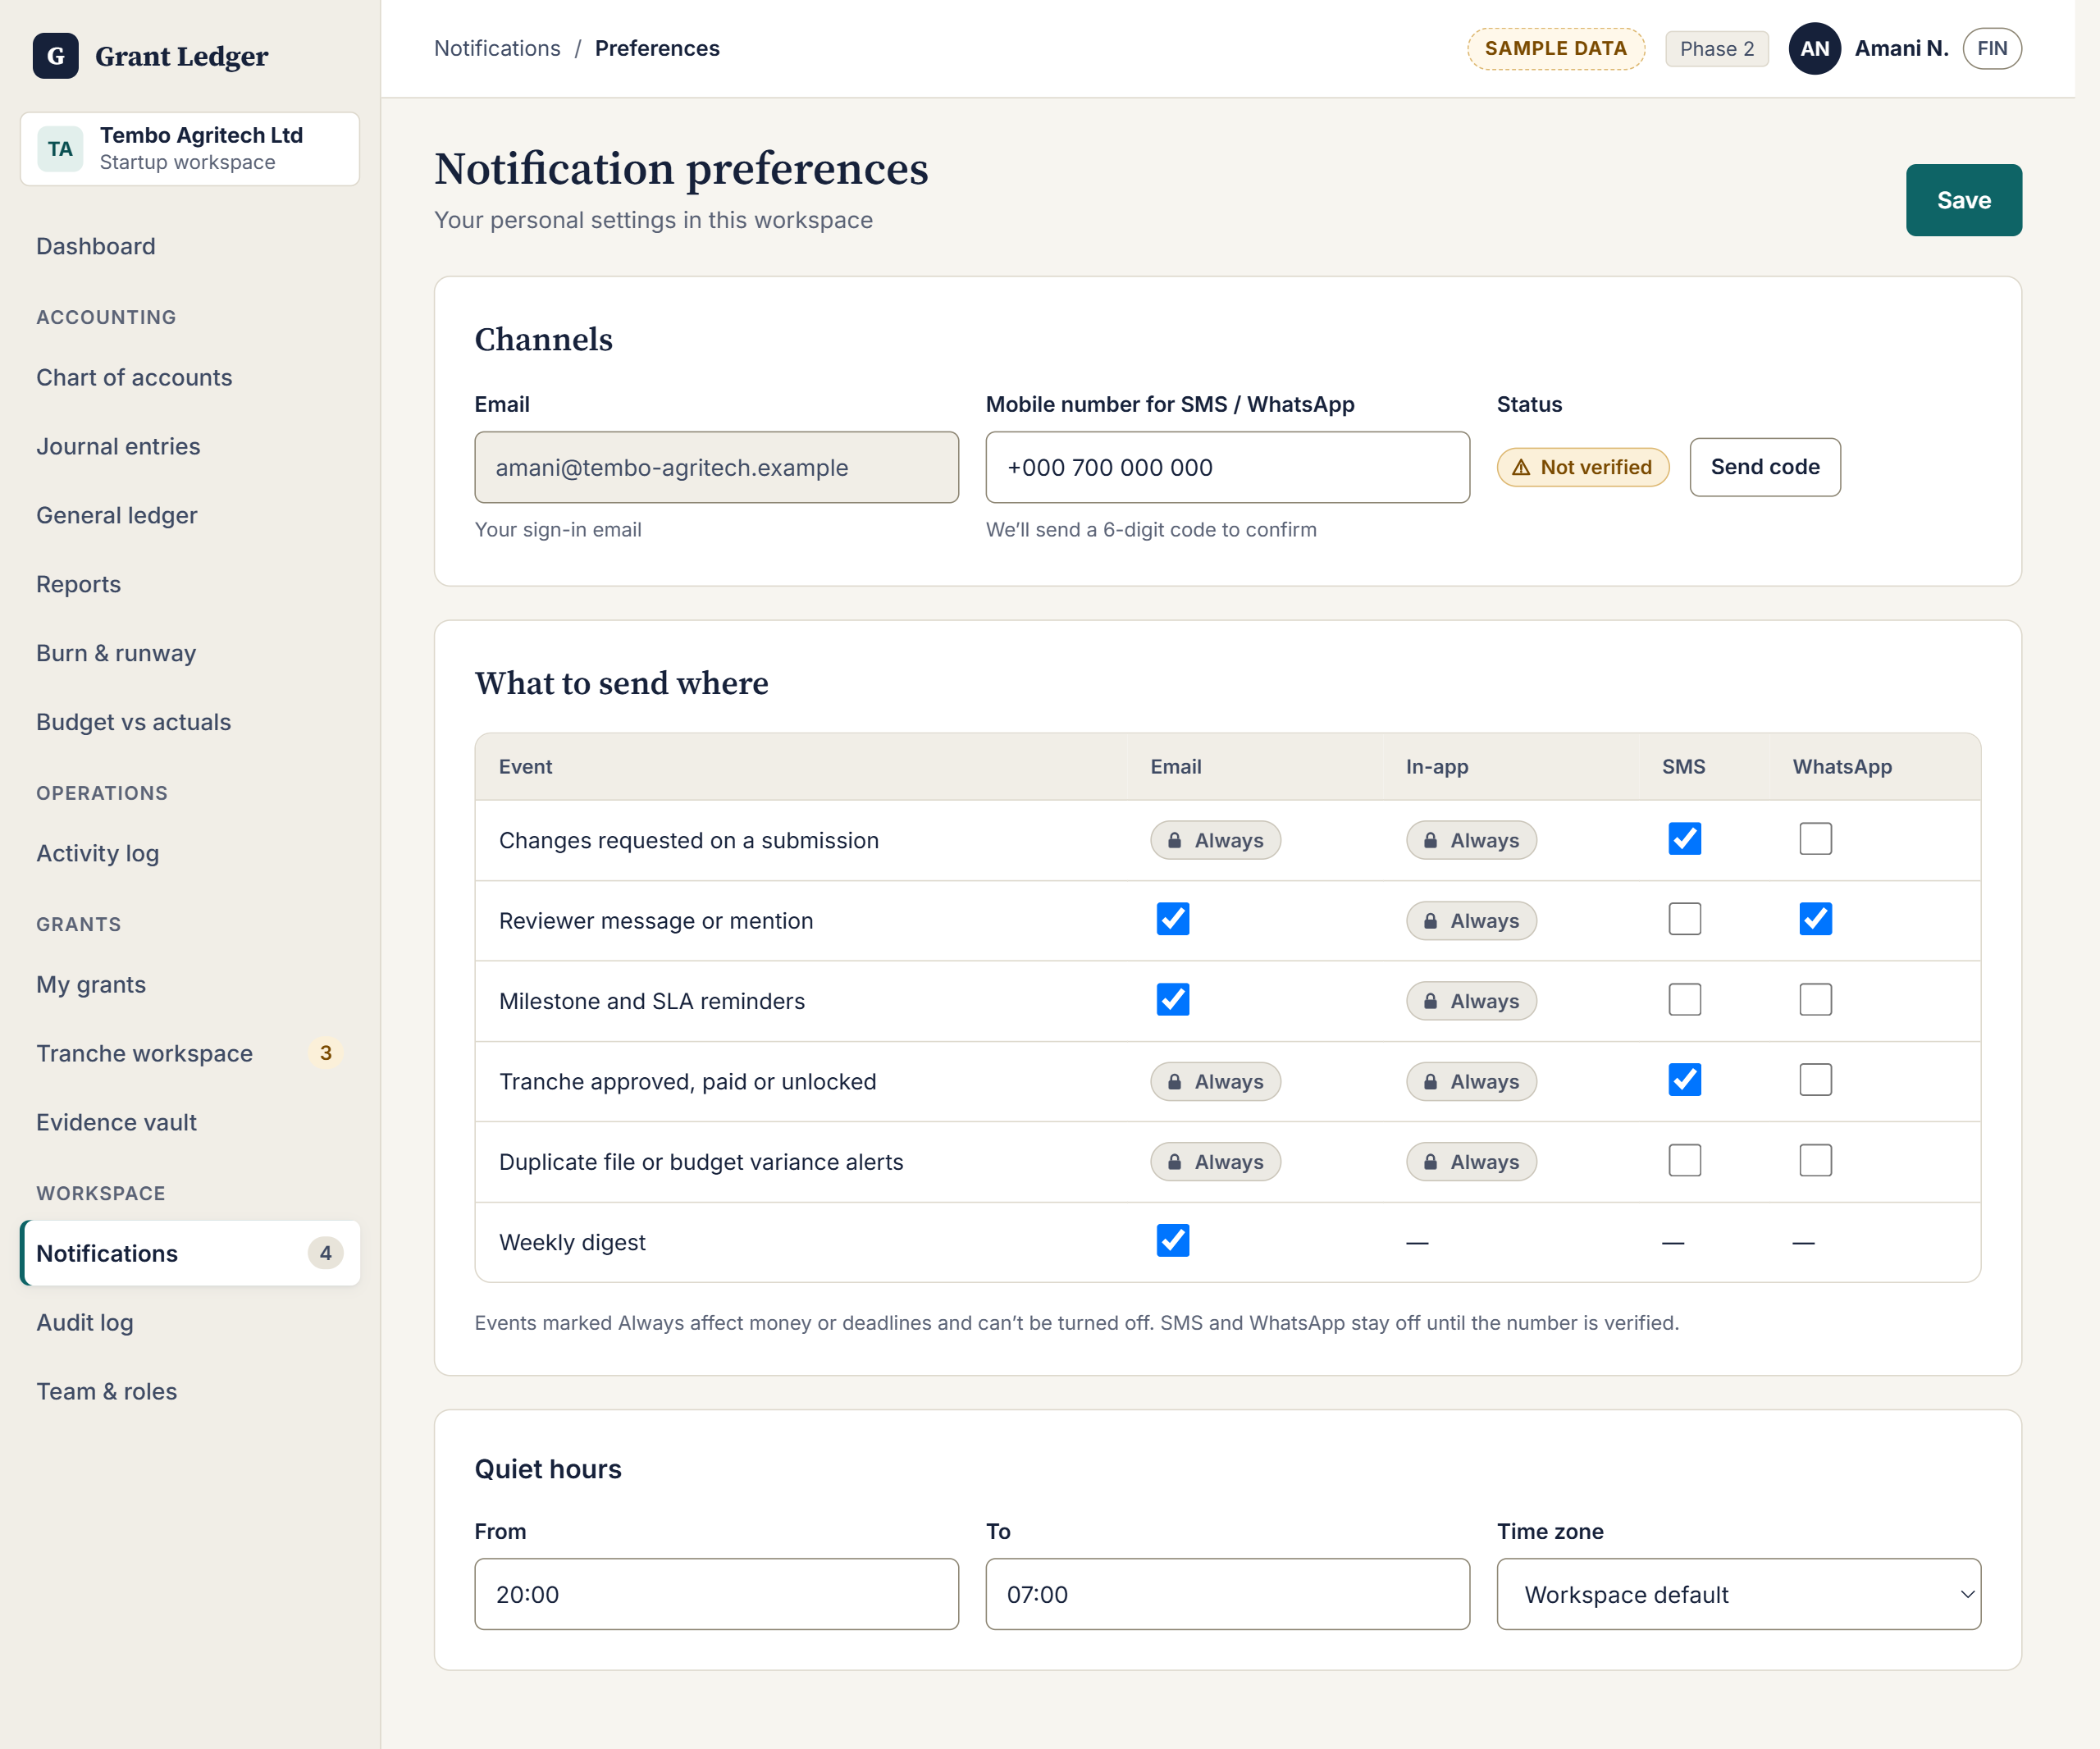 G Grant Ledger
TA Tembo Agritech Ltd
Startup workspace
Dashboard
ACCOUNTING
Chart of accounts
Journal entries
General ledger
Reports
Burn & runway
Budget vs actuals
OPERATIONS
Activity log
GRANTS
My grants
Tranche workspace 3
Evidence vault
WORKSPACE
Notifications 4
Audit log
Team & roles
Notifications / Preferences
SAMPLE DATA Phase 2 AN Amani N. FIN
Notification preferences
Your personal settings in this workspace
Save
Channels
Email Mobile number for SMS / WhatsApp Status
amani@tembo-agritech.example +000 700 000 000 Not verified Send code
Your sign-in email We’ll send a 6-digit code to confirm
What to send where
Event Email In-app SMS WhatsApp
Changes requested on a submission Always Always
Reviewer message or mention Always
Milestone and SLA reminders Always
Tranche approved, paid or unlocked Always Always
Duplicate file or budget variance alerts Always Always
Weekly digest — — —
Events marked Always affect money or deadlines and can’t be turned off. SMS and WhatsApp stay off until the number is verified.
Quiet hours
From To Time zone
20:00 07:00 Workspace default